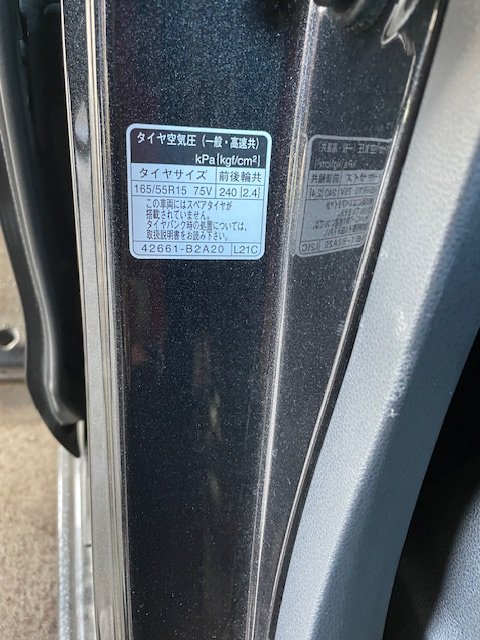 タイヤ空気圧(一般・高速共)
kPa[kgf/cm²]
タイヤサイズ 前後輪共
165/55R15 75V 240 [2.4]
この車両にはスペアタイヤが
搭載されていません。
タイヤパンク時の処置については、
取扱説明書をお読み下さい。
42661-B2A20 L21C